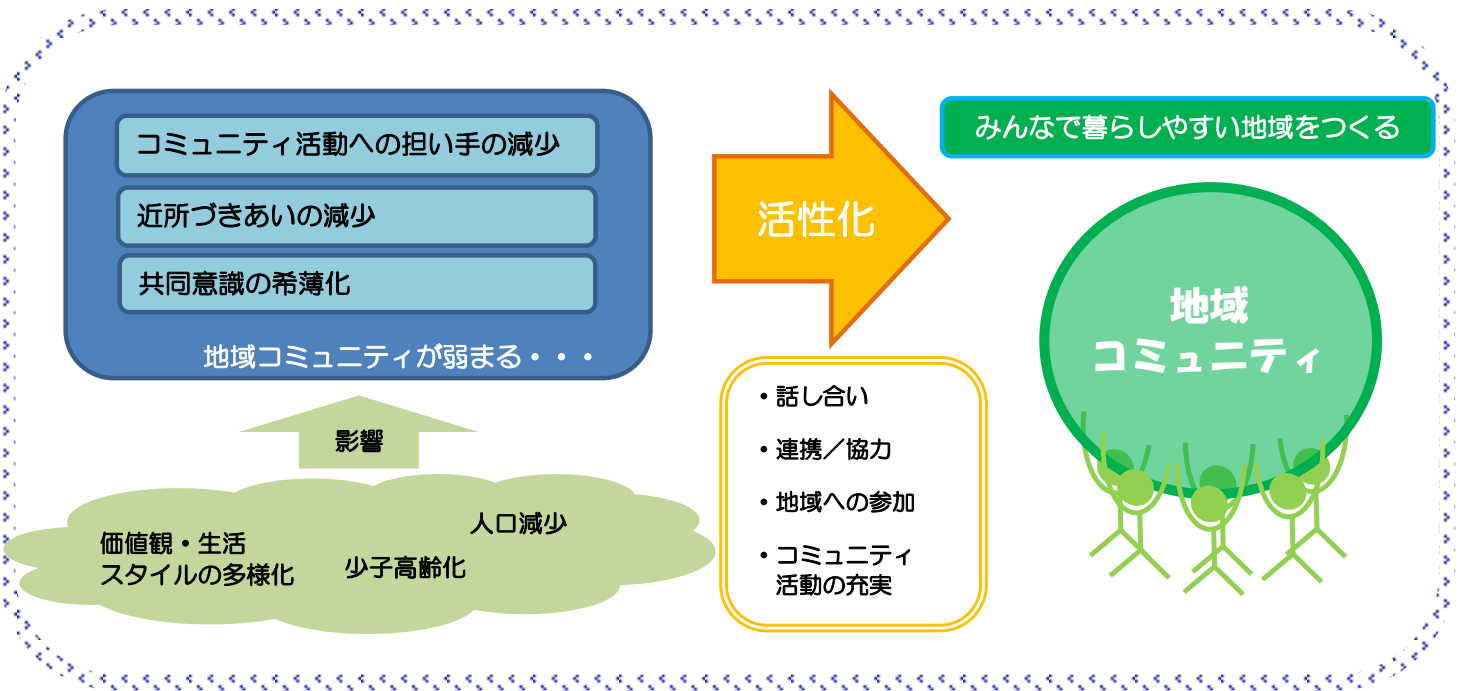 コミュニティ活動への担い手の減少
近所づきあいの減少
共同意識の希薄化
地域コミュニティが弱まる・・・
影響
価値観・生活
スタイルの多様化
少子高齢化
人口減少
活性化
・話し合い
・連携／協力
・地域への参加
・コミュニティ
活動の充実
みんなで暮らしやすい地域をつくる
地域
コミュニティ